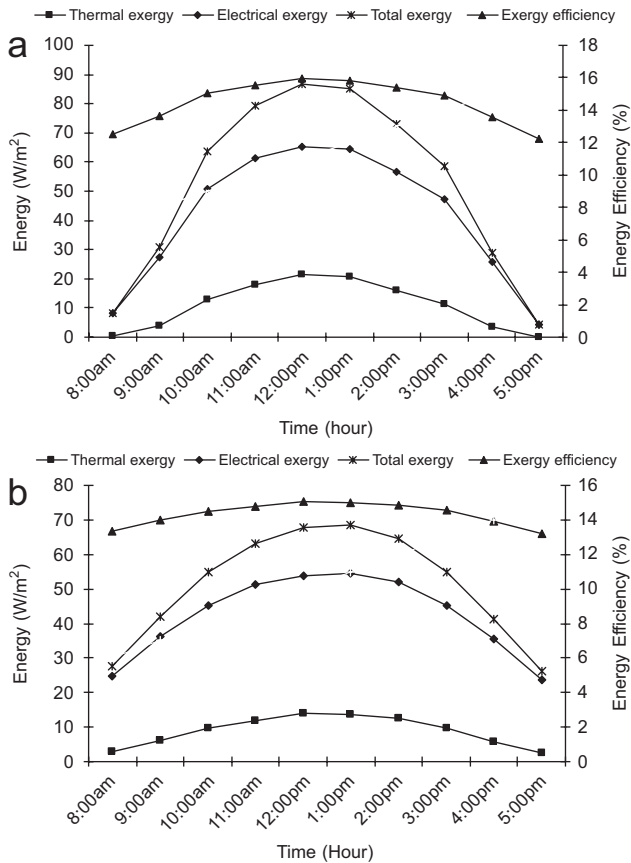 Thermal exergy Electrical exergy Total exergy Exergy efficiency
a
Energy (W/m²)
100
90
80
70
60
50
40
30
20
10
0
18
16
14
12
10
8
6
4
2
0
Energy Efficiency (%)
8:00am
9:00am
10:00am
11:00am
12:00pm
1:00pm
2:00pm
3:00pm
4:00pm
5:00pm
Time (hour)
Thermal exergy Electrical exergy Total exergy Exergy efficiency
b
Energy (W/m²)
80
70
60
50
40
30
20
10
0
16
14
12
10
8
6
4
2
0
Energy Efficiency (%)
8:00am
9:00am
10:00am
11:00am
12:00pm
1:00pm
2:00pm
3:00pm
4:00pm
5:00pm
Time (Hour)